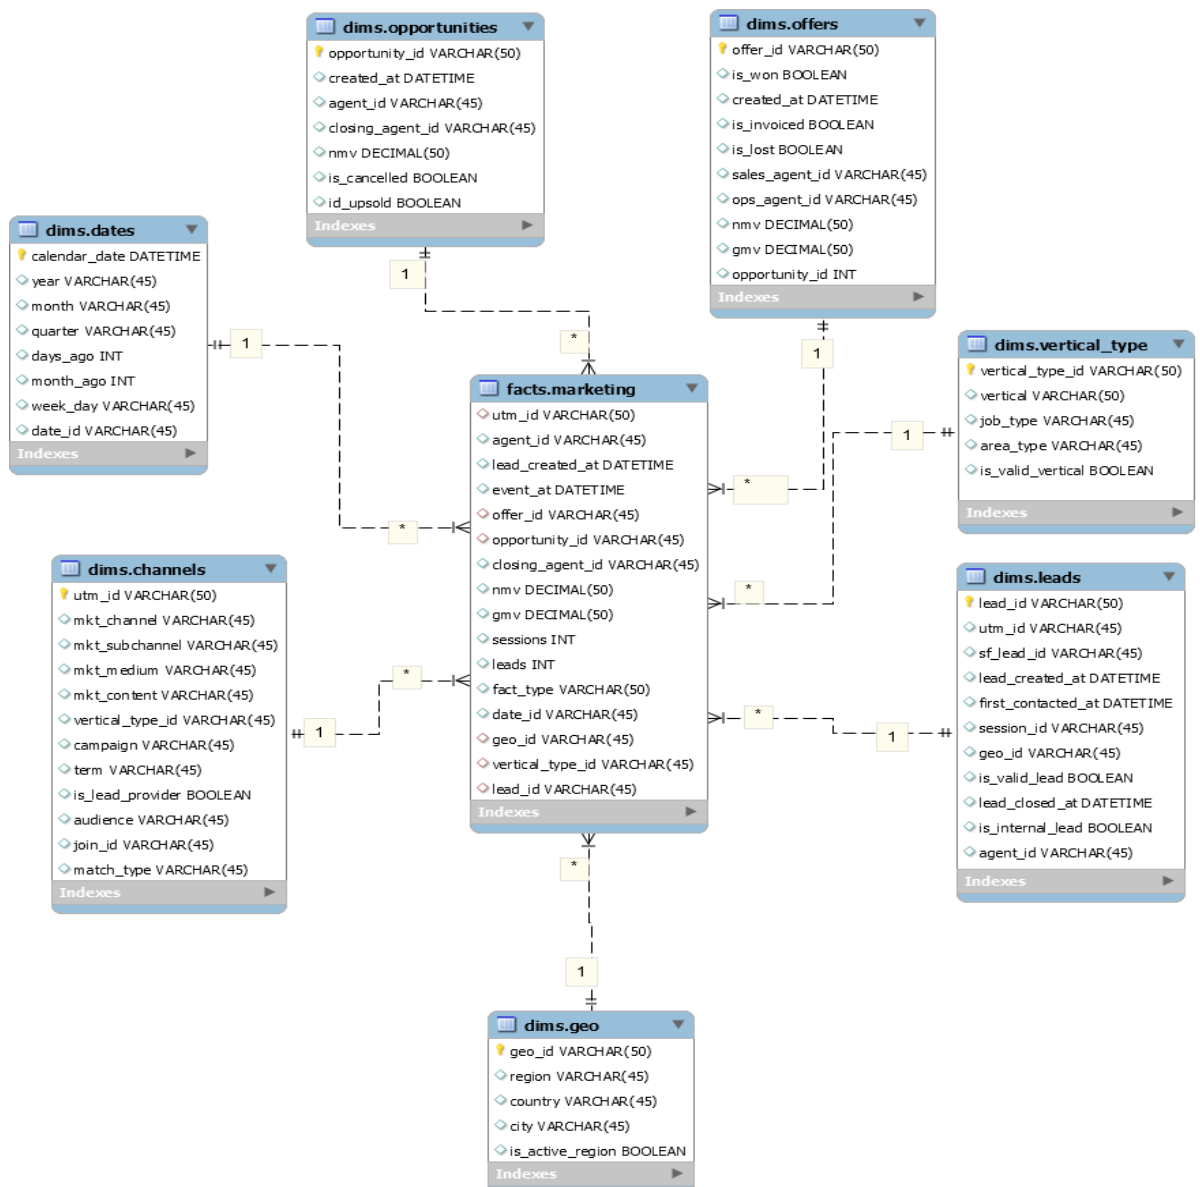 dims.opportunities
opportunity_id VARCHAR(50)
created_at DATETIME
agent_id VARCHAR(45)
closing_agent_id VARCHAR(45)
nmv DECIMAL(50)
is_cancelled BOOLEAN
id_upsold BOOLEAN
Indexes
dims.offers
offer_id VARCHAR(50)
is_won BOOLEAN
created_at DATETIME
is_invoiced BOOLEAN
is_lost BOOLEAN
sales_agent_id VARCHAR(45)
ops_agent_id VARCHAR(45)
nmv DECIMAL(50)
gmv DECIMAL(50)
opportunity_id INT
Indexes
dims.dates
calendar_date DATETIME
year VARCHAR(45)
month VARCHAR(45)
quarter VARCHAR(45)
days_ago INT
month_ago INT
week_day VARCHAR(45)
date_id VARCHAR(45)
Indexes
1
*
1
*
1
*
dims.vertical_type
vertical_type_id VARCHAR(50)
vertical VARCHAR(50)
job_type VARCHAR(45)
area_type VARCHAR(45)
is_valid_vertical BOOLEAN
Indexes
1
*
facts.marketing
utm_id VARCHAR(50)
agent_id VARCHAR(45)
lead_created_at DATETIME
event_at DATETIME
offer_id VARCHAR(45)
opportunity_id VARCHAR(45)
closing_agent_id VARCHAR(45)
nmv DECIMAL(50)
gmv DECIMAL(50)
sessions INT
leads INT
fact_type VARCHAR(50)
date_id VARCHAR(45)
geo_id VARCHAR(45)
vertical_type_id VARCHAR(45)
lead_id VARCHAR(45)
Indexes
dims.channels
utm_id VARCHAR(50)
mkt_channel VARCHAR(45)
mkt_subchannel VARCHAR(45)
mkt_medium VARCHAR(45)
mkt_content VARCHAR(45)
vertical_type_id VARCHAR(45)
campaign VARCHAR(45)
term VARCHAR(45)
is_lead_provider BOOLEAN
audience VARCHAR(45)
join_id VARCHAR(45)
match_type VARCHAR(45)
Indexes
1
*
dims.leads
lead_id VARCHAR(50)
utm_id VARCHAR(45)
sf_lead_id VARCHAR(45)
lead_created_at DATETIME
first_contacted_at DATETIME
session_id VARCHAR(45)
geo_id VARCHAR(45)
is_valid_lead BOOLEAN
lead_closed_at DATETIME
is_internal_lead BOOLEAN
agent_id VARCHAR(45)
Indexes
*
1
*
1
dims.geo
geo_id VARCHAR(50)
region VARCHAR(45)
country VARCHAR(45)
city VARCHAR(45)
is_active_region BOOLEAN
Indexes